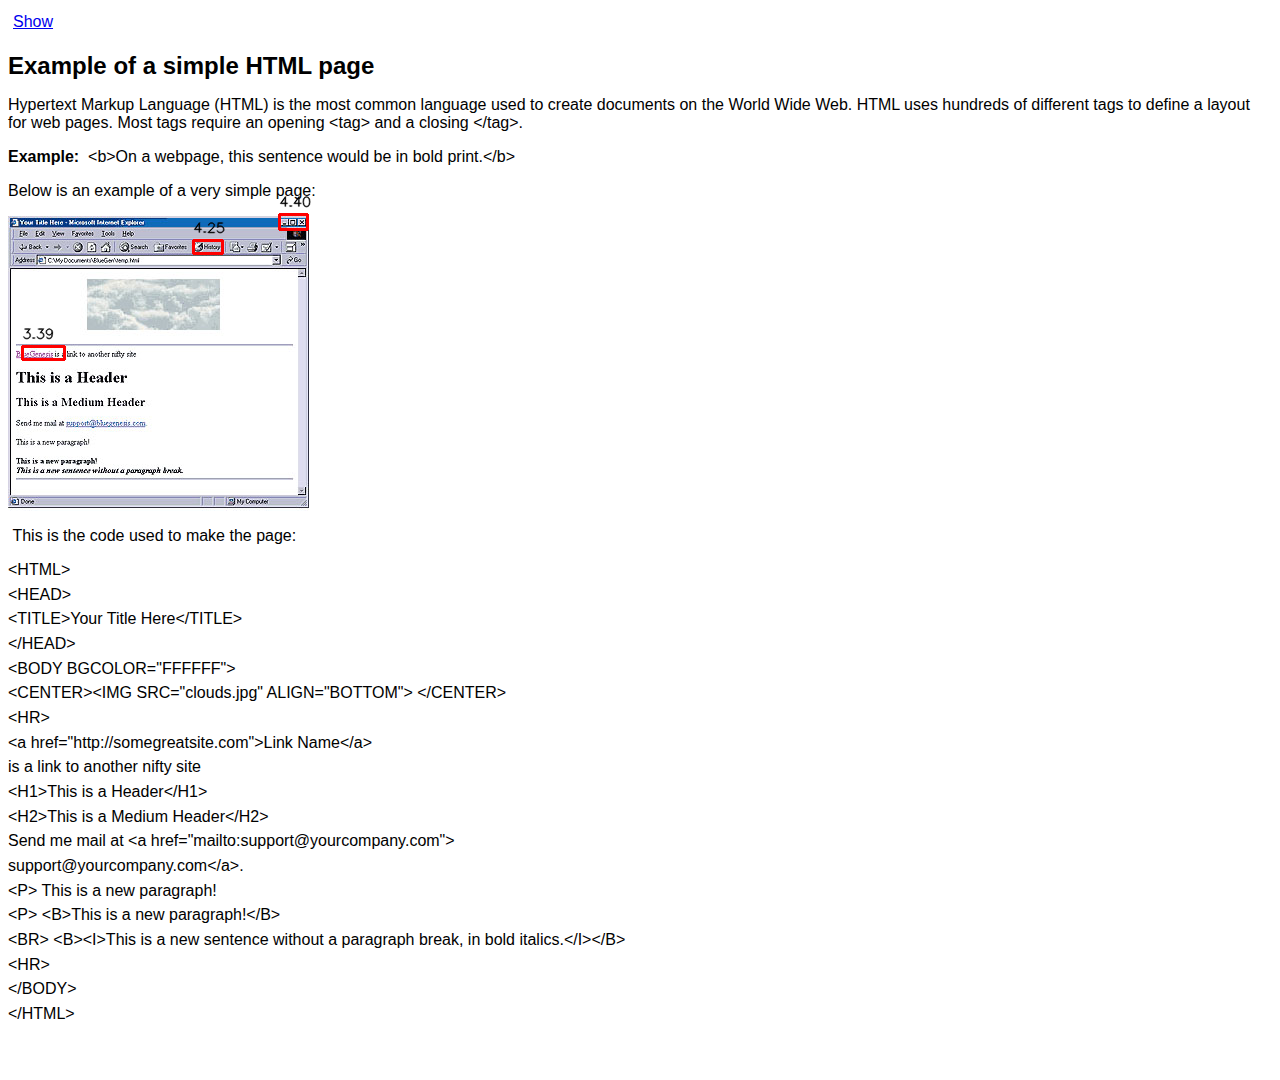 Show
Example of a simple HTML page
Hypertext Markup Language (HTML) is the most common language used to create documents on the World Wide Web. HTML uses hundreds of different tags to define a layout
for web pages. Most tags require an opening <tag> and a closing </tag>.
Example:  <b>On a webpage, this sentence would be in bold print.</b>
Below is an example of a very simple page:
4.40
Your Title Here - Microsoft Internet Explorer
4.25
File Edit View Favorites Tools Help
Back Search Favorites History
Address C:\My Documents\BlueGen\temp.html Go
3.39
BlueGenesis is a link to another nifty site
This is a Header
This is a Medium Header
Send me mail at support@bluegenesis.com.
This is a new paragraph!
This is a new paragraph!
This is a new sentence without a paragraph break.
Done My Computer
This is the code used to make the page:
<HTML>
<HEAD>
<TITLE>Your Title Here</TITLE>
</HEAD>
<BODY BGCOLOR="FFFFFF">
<CENTER><IMG SRC="clouds.jpg" ALIGN="BOTTOM"> </CENTER>
<HR>
<a href="http://somegreatsite.com">Link Name</a>
is a link to another nifty site
<H1>This is a Header</H1>
<H2>This is a Medium Header</H2>
Send me mail at <a href="mailto:support@yourcompany.com">
support@yourcompany.com</a>.
<P> This is a new paragraph!
<P> <B>This is a new paragraph!</B>
<BR> <B><I>This is a new sentence without a paragraph break, in bold italics.</I></B>
<HR>
</BODY>
</HTML>